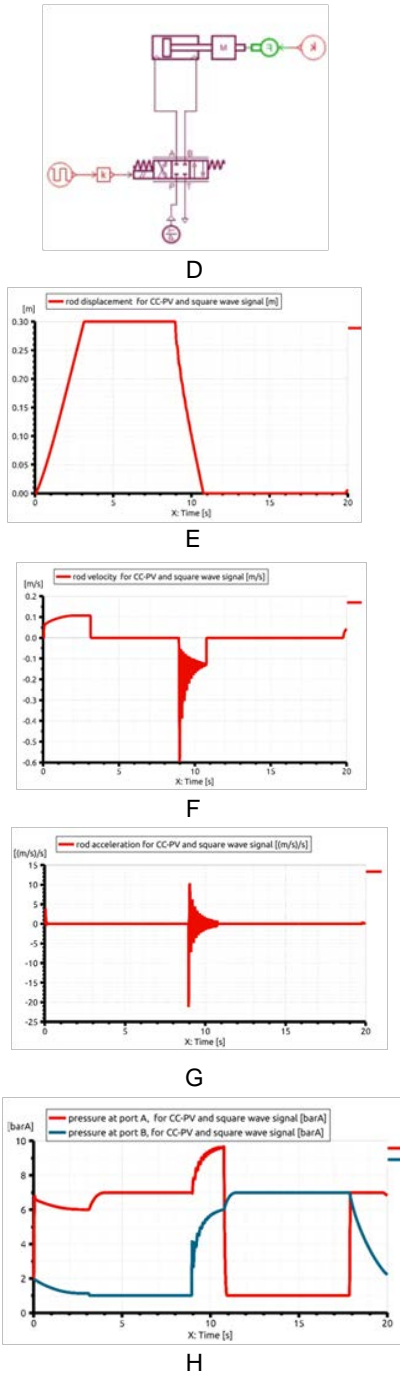 M
k
A B
k
P T
D
rod displacement for CC-PV and square wave signal [m]
[m]
0.30
0.25
0.20
0.15
0.10
0.05
0.00
0 5 10 15 20
X: Time [s]
E
rod velocity for CC-PV and square wave signal [m/s]
[m/s]
0.2
0.1
0.0
-0.1
-0.2
-0.3
-0.4
-0.5
-0.6
0 5 10 15 20
X: Time [s]
F
rod acceleration for CC-PV and square wave signal [(m/s)/s]
[(m/s)/s]
15
10
5
0
-5
-10
-15
-20
-25
0 5 10 15 20
X: Time [s]
G
pressure at port A, for CC-PV and square wave signal [barA]
pressure at port B, for CC-PV and square wave signal [barA]
[barA]
10
8
6
4
2
0
0 5 10 15 20
X: Time [s]
H